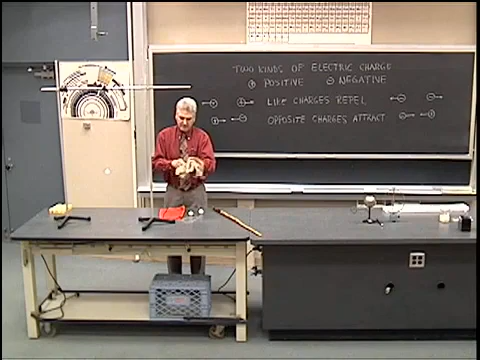 TWO KINDS OF ELECTRIC CHARGE
⊕ POSITIVE ⊖ NEGATIVE
LIKE CHARGES REPEL
OPPOSITE CHARGES ATTRACT